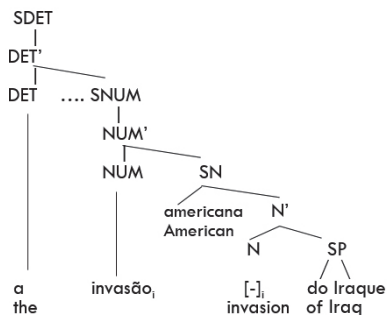 SDET
DET’
DET .... SNUM
NUM’
NUM SN
americana N’
American
N SP
a invasãoᵢ [-]ᵢ do Iraque
the invasion of Iraq